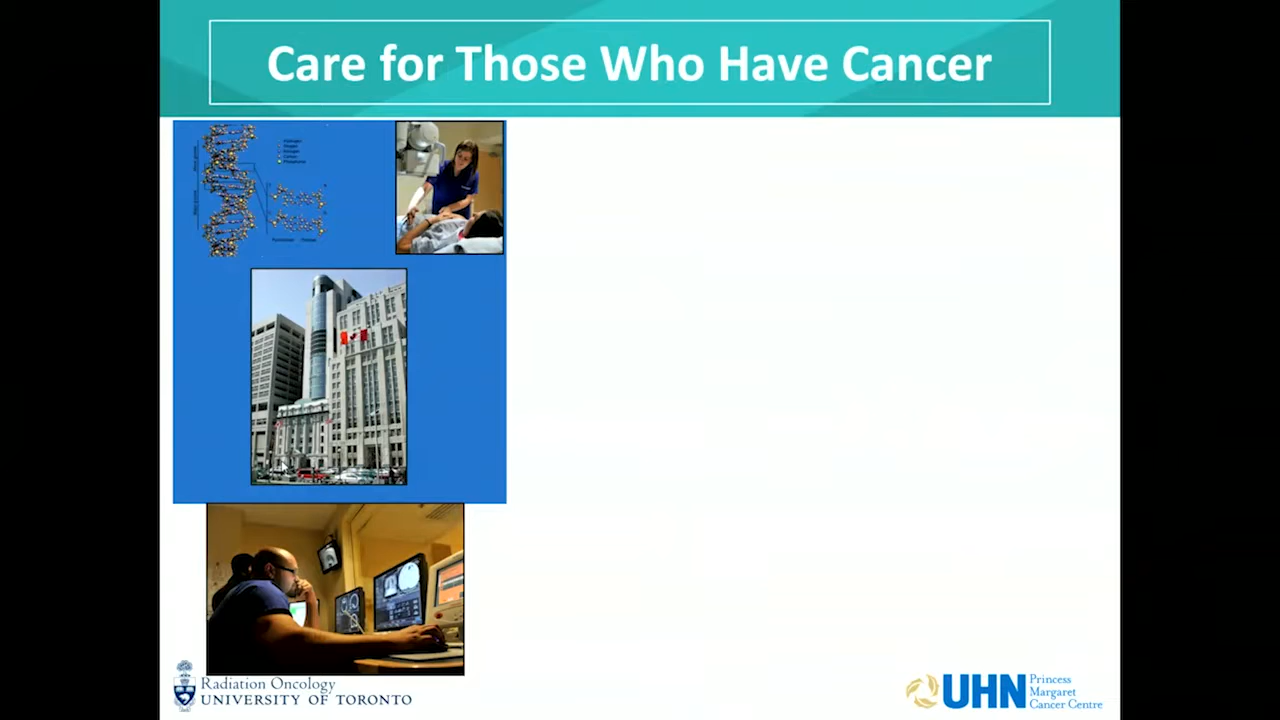 Care for Those Who Have Cancer
Radiation Oncology
UNIVERSITY OF TORONTO
UHN
Princess
Margaret
Cancer Centre